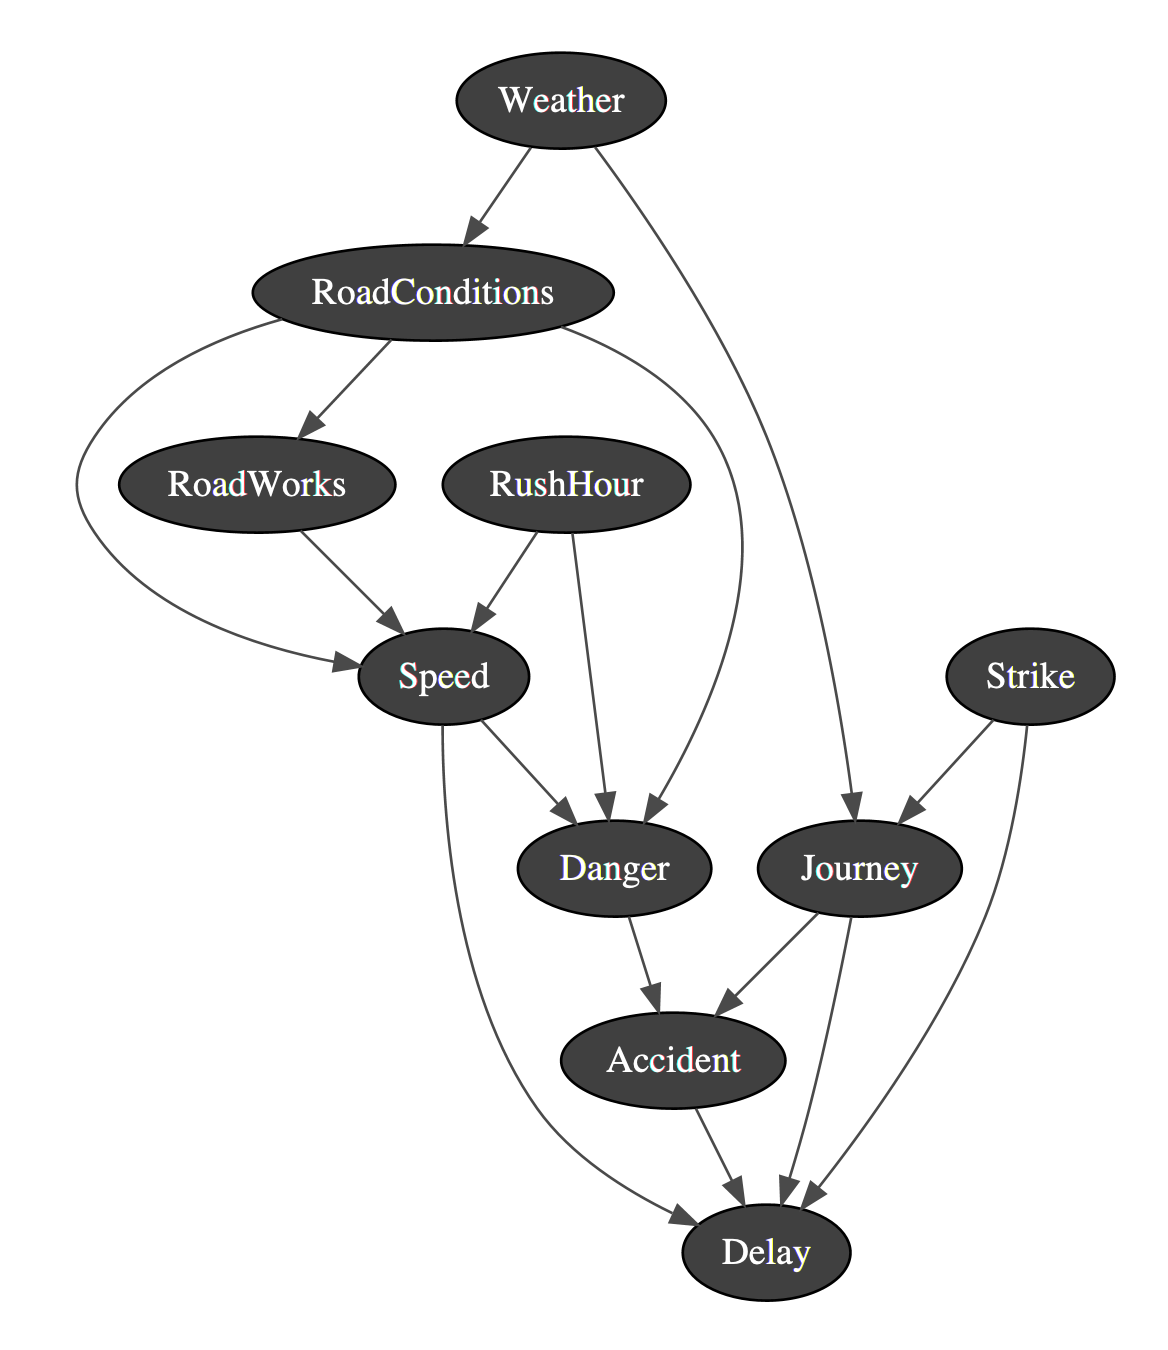 Weather
RoadConditions
RoadWorks
RushHour
Speed
Strike
Danger
Journey
Accident
Delay